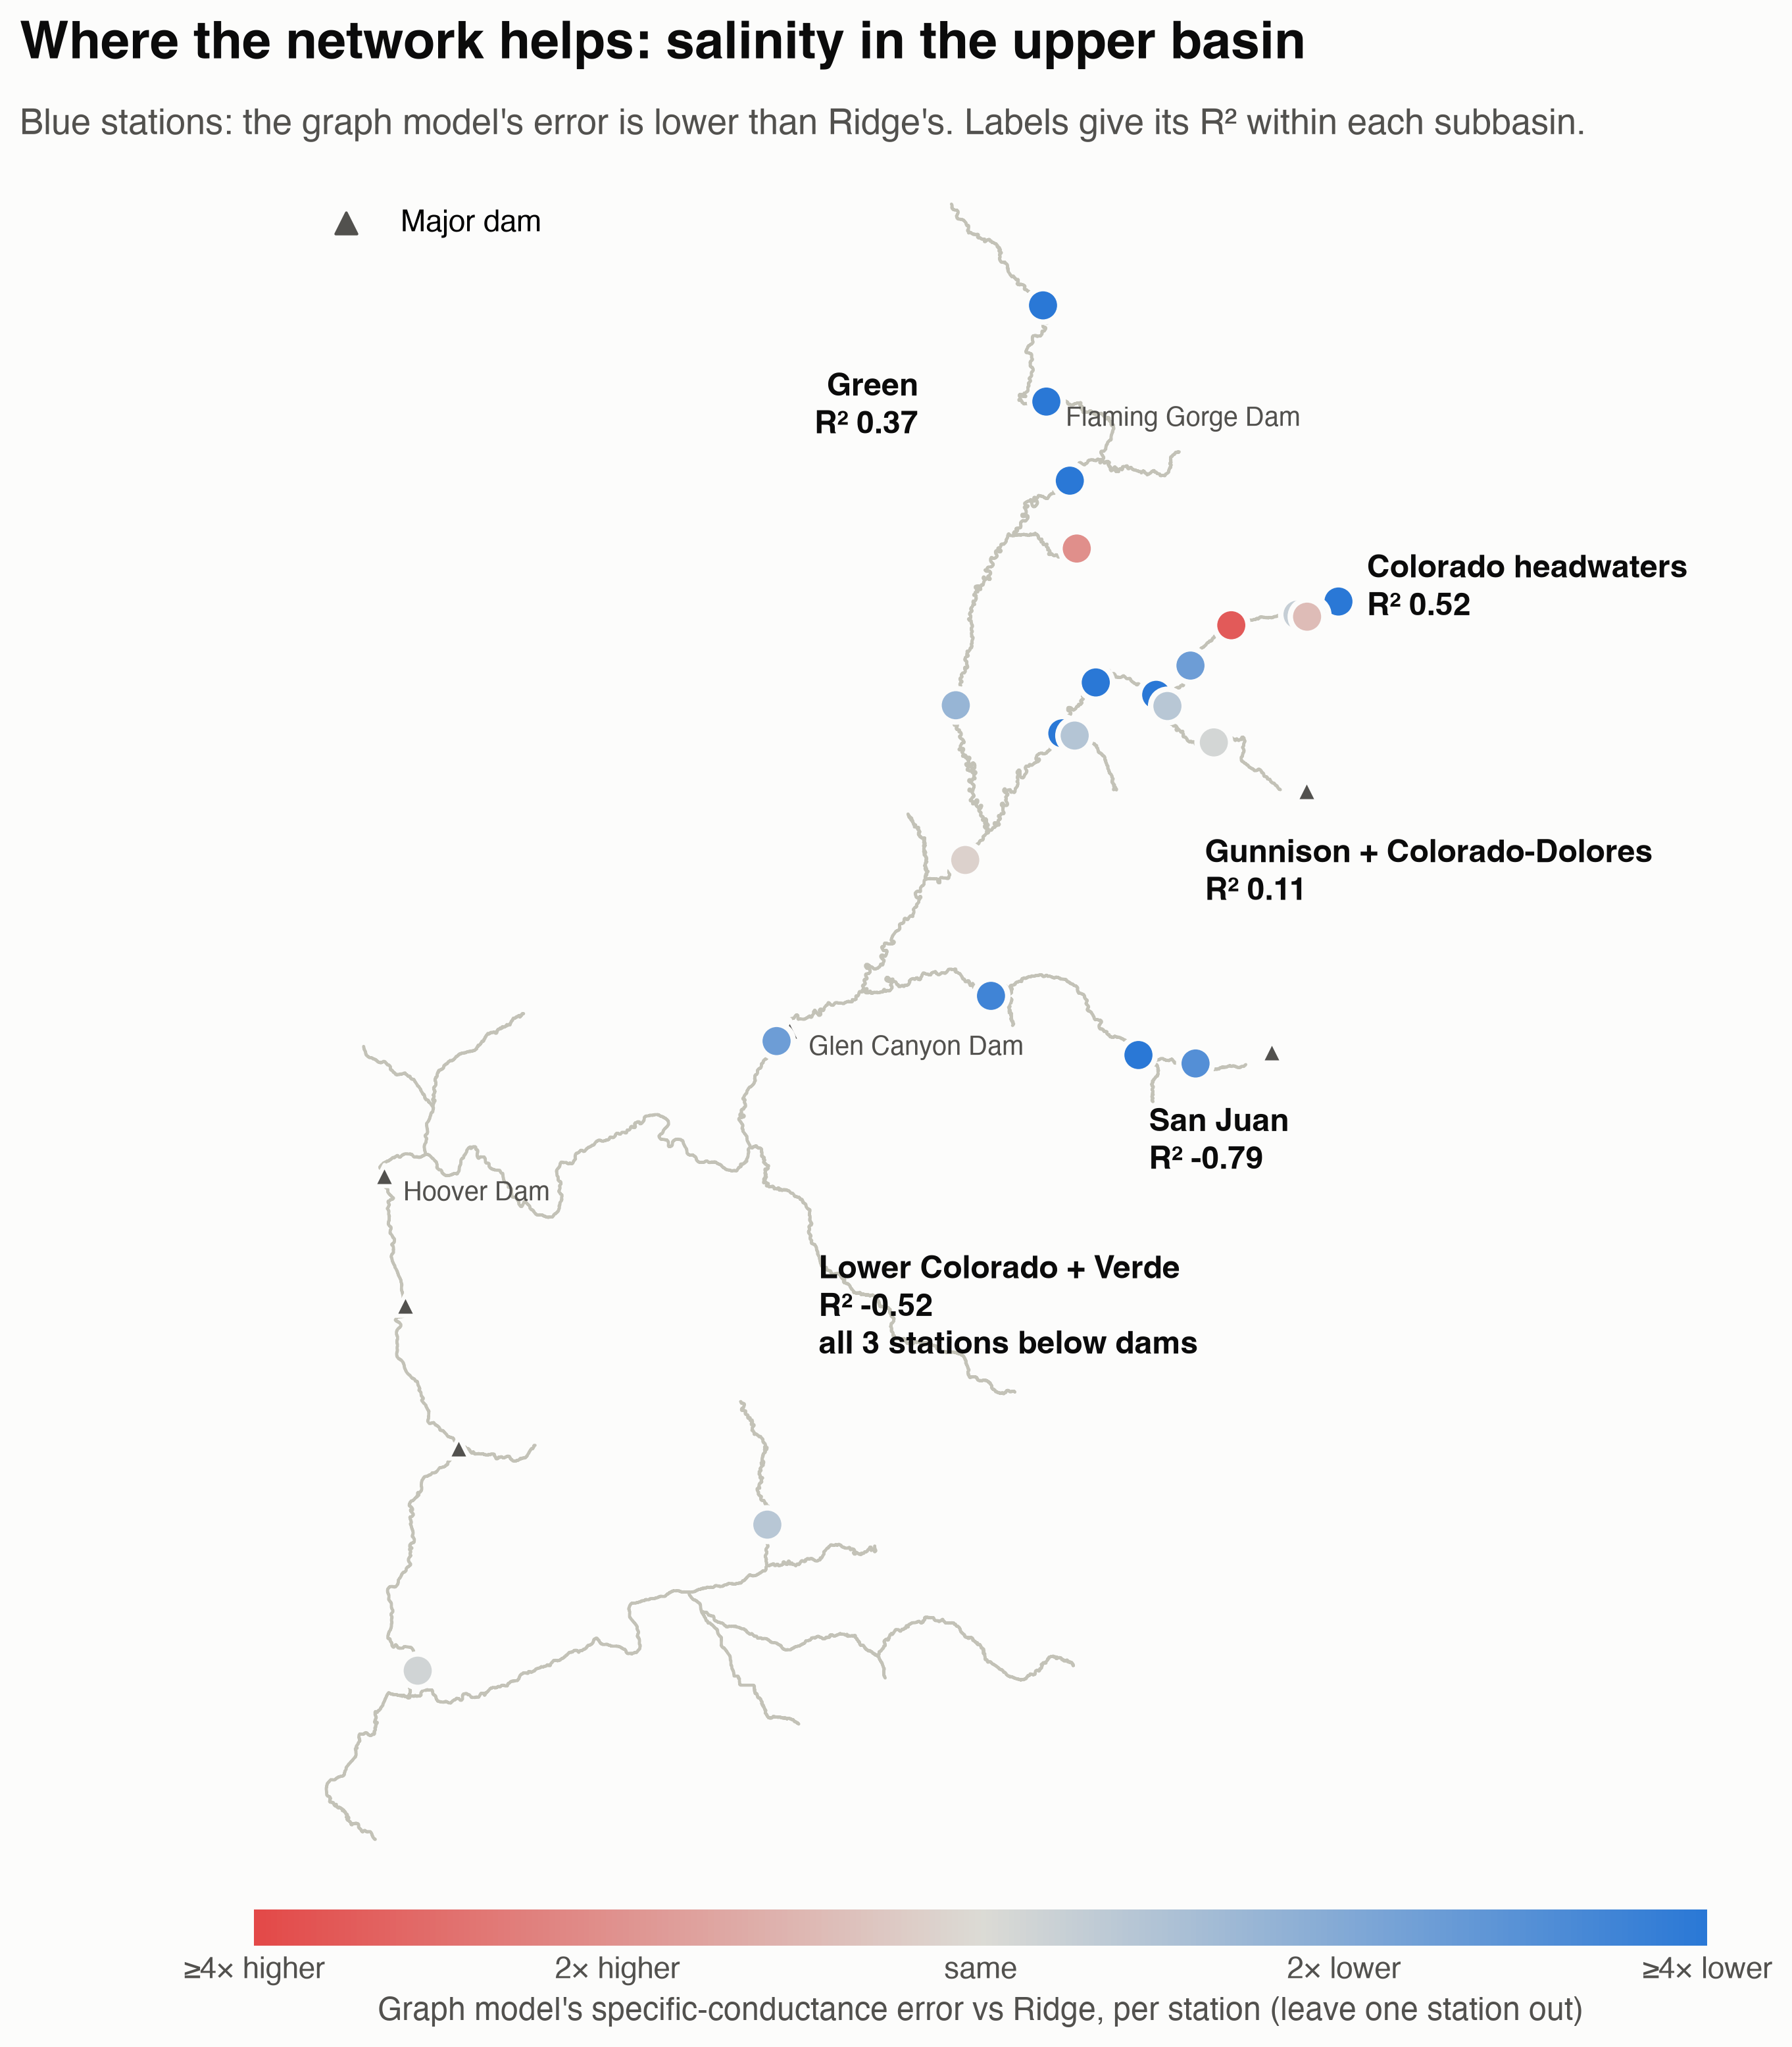 Where the network helps: salinity in the upper basin
Blue stations: the graph model's error is lower than Ridge's. Labels give its R² within each subbasin.
Major dam
Green
R² 0.37
Flaming Gorge Dam
Colorado headwaters
R² 0.52
Gunnison + Colorado-Dolores
R² 0.11
Glen Canyon Dam
San Juan
R² -0.79
Hoover Dam
Lower Colorado + Verde
R² -0.52
all 3 stations below dams
≥4× higher
2× higher
same
2× lower
≥4× lower
Graph model's specific-conductance error vs Ridge, per station (leave one station out)